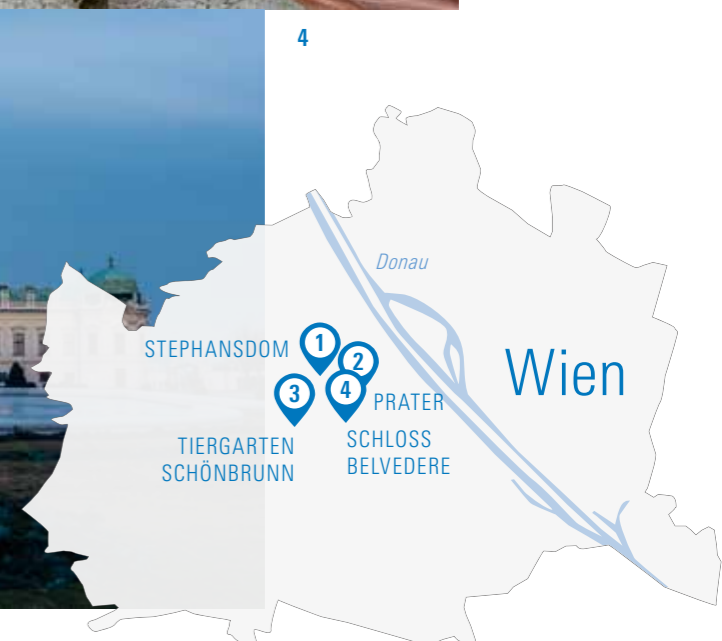 4
Donau
Wien
STEPHANSDOM
1
2
3
4
PRATER
TIERGARTEN
SCHÖNBRUNN
SCHLOSS
BELVEDERE